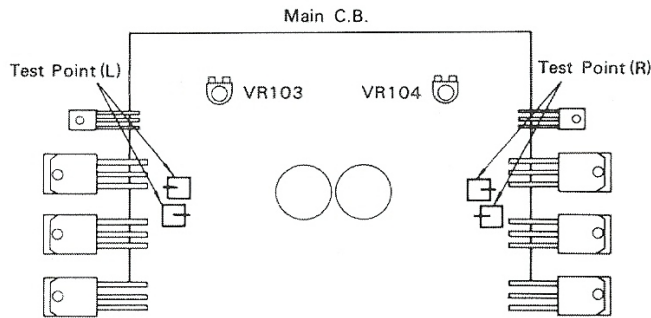 Main C.B.
Test Point (L)
Test Point (R)
VR103
VR104